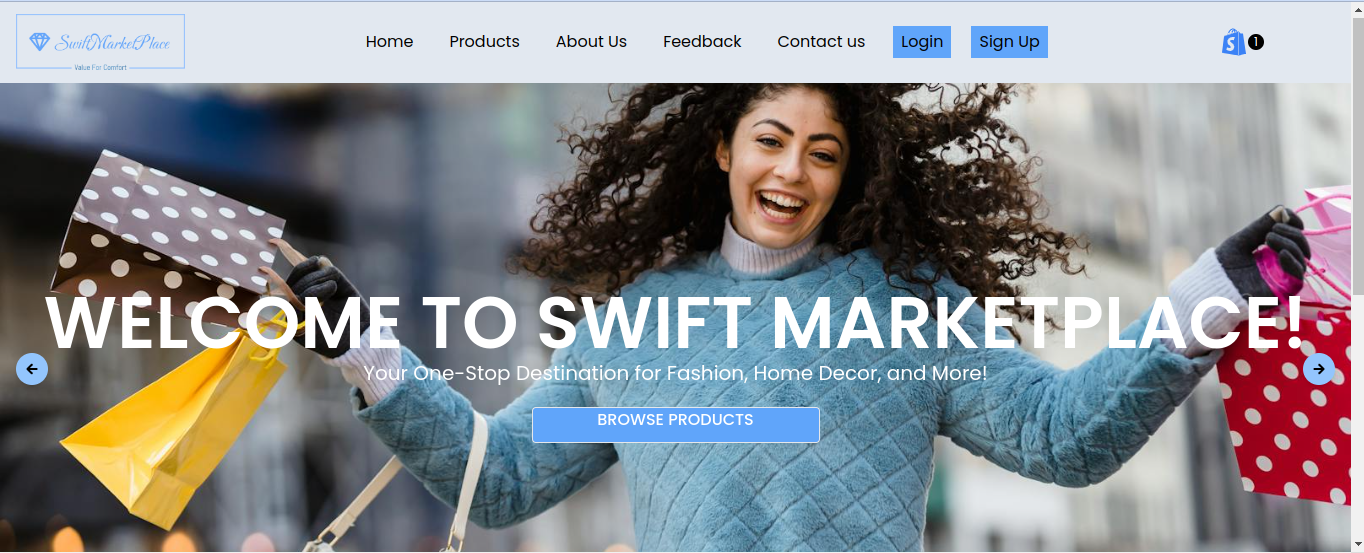 SwiftMarketPlace
Value For Comfort
Home Products About Us Feedback Contact us Login Sign Up
1
WELCOME TO SWIFT MARKETPLACE!
Your One-Stop Destination for Fashion, Home Decor, and More!
BROWSE PRODUCTS